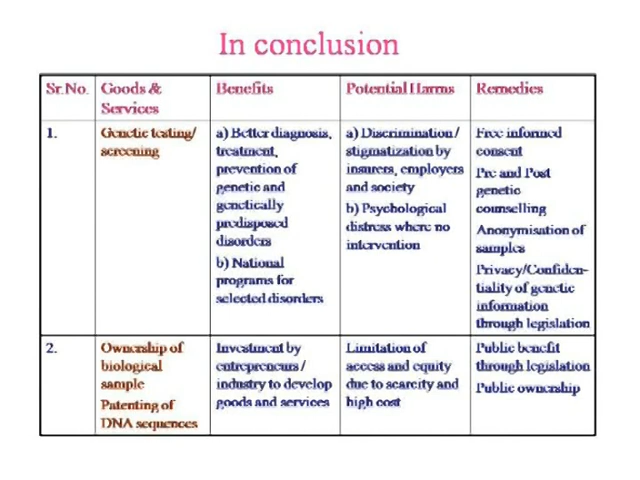 In conclusion
Sr.No.
Goods &
Services
Benefits
Potential Harms
Remedies
1.
Genetic testing/
screening
a) Better diagnosis,
treatment,
prevention of
genetic and
genetically
predisposed
disorders
b) National
programs for
selected disorders
a) Discrimination /
stigmatization by
insurers, employers
and society
b) Psychological
distress where no
intervention
Free informed
consent
Pre and Post
genetic
counselling
Anonymisation of
samples
Privacy/Confiden-
tiality of genetic
information
through legislation
2.
Ownership of
biological
sample
Patenting of
DNA sequences
Investment by
entrepreneurs /
industry to develop
goods and services
Limitation of
access and equity
due to scarcity and
high cost
Public benefit
through legislation
Public ownership